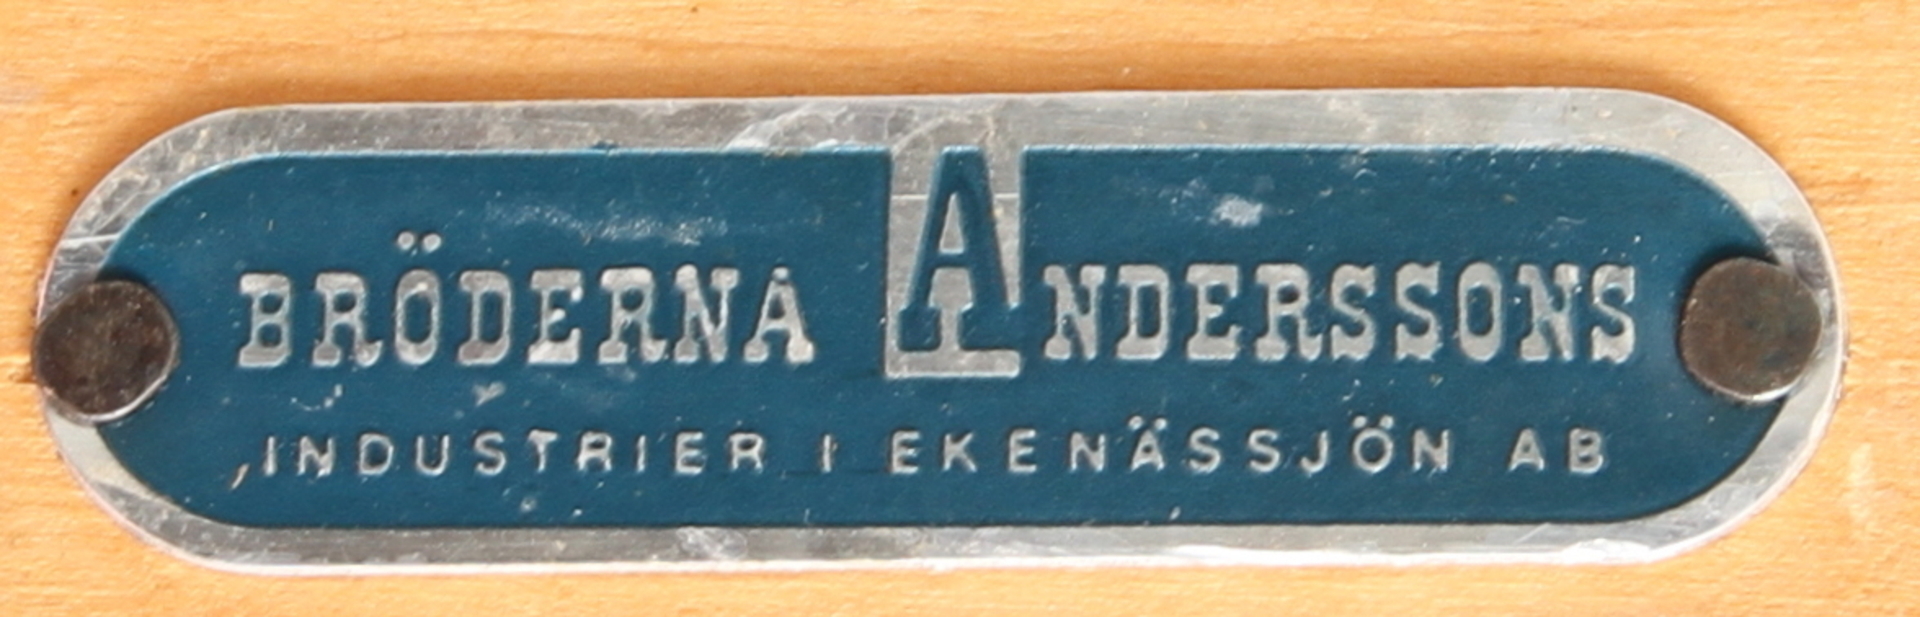 BRÖDERNA ANDERSSONS
INDUSTRIER I EKENÄSSJÖN AB